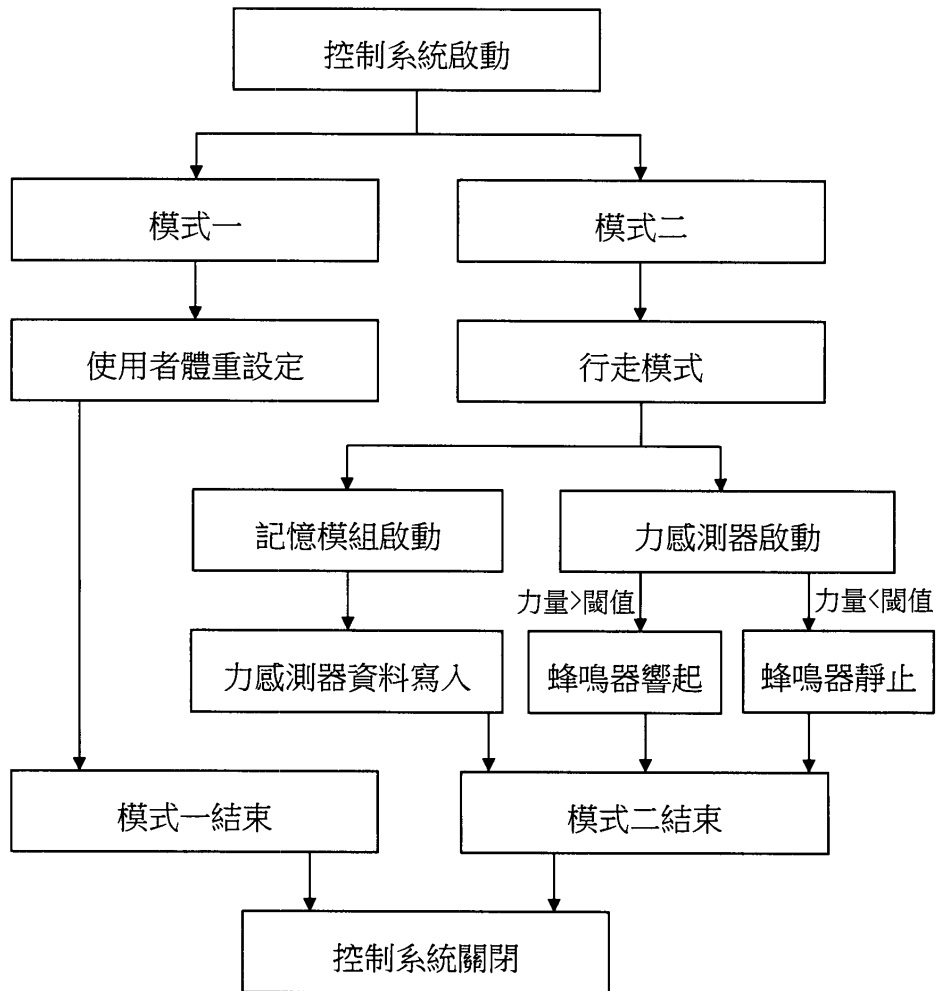 控制系統啟動
模式一
模式二
使用者體重設定
行走模式
記憶模組啟動
力感測器啟動
力量>閾值
力量<閾值
力感測器資料寫入
蜂鳴器響起
蜂鳴器靜止
模式一結束
模式二結束
控制系統關閉